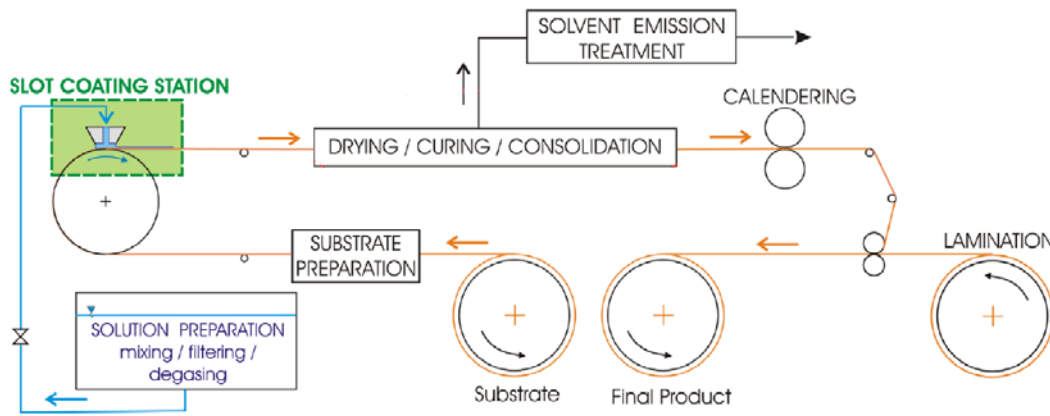 SOLVENT EMISSION
TREATMENT
SLOT COATING STATION
CALENDERING
DRYING / CURING / CONSOLIDATION
SUBSTRATE
PREPARATION
LAMINATION
SOLUTION PREPARATION
mixing / filtering /
degasing
Substrate
Final Product